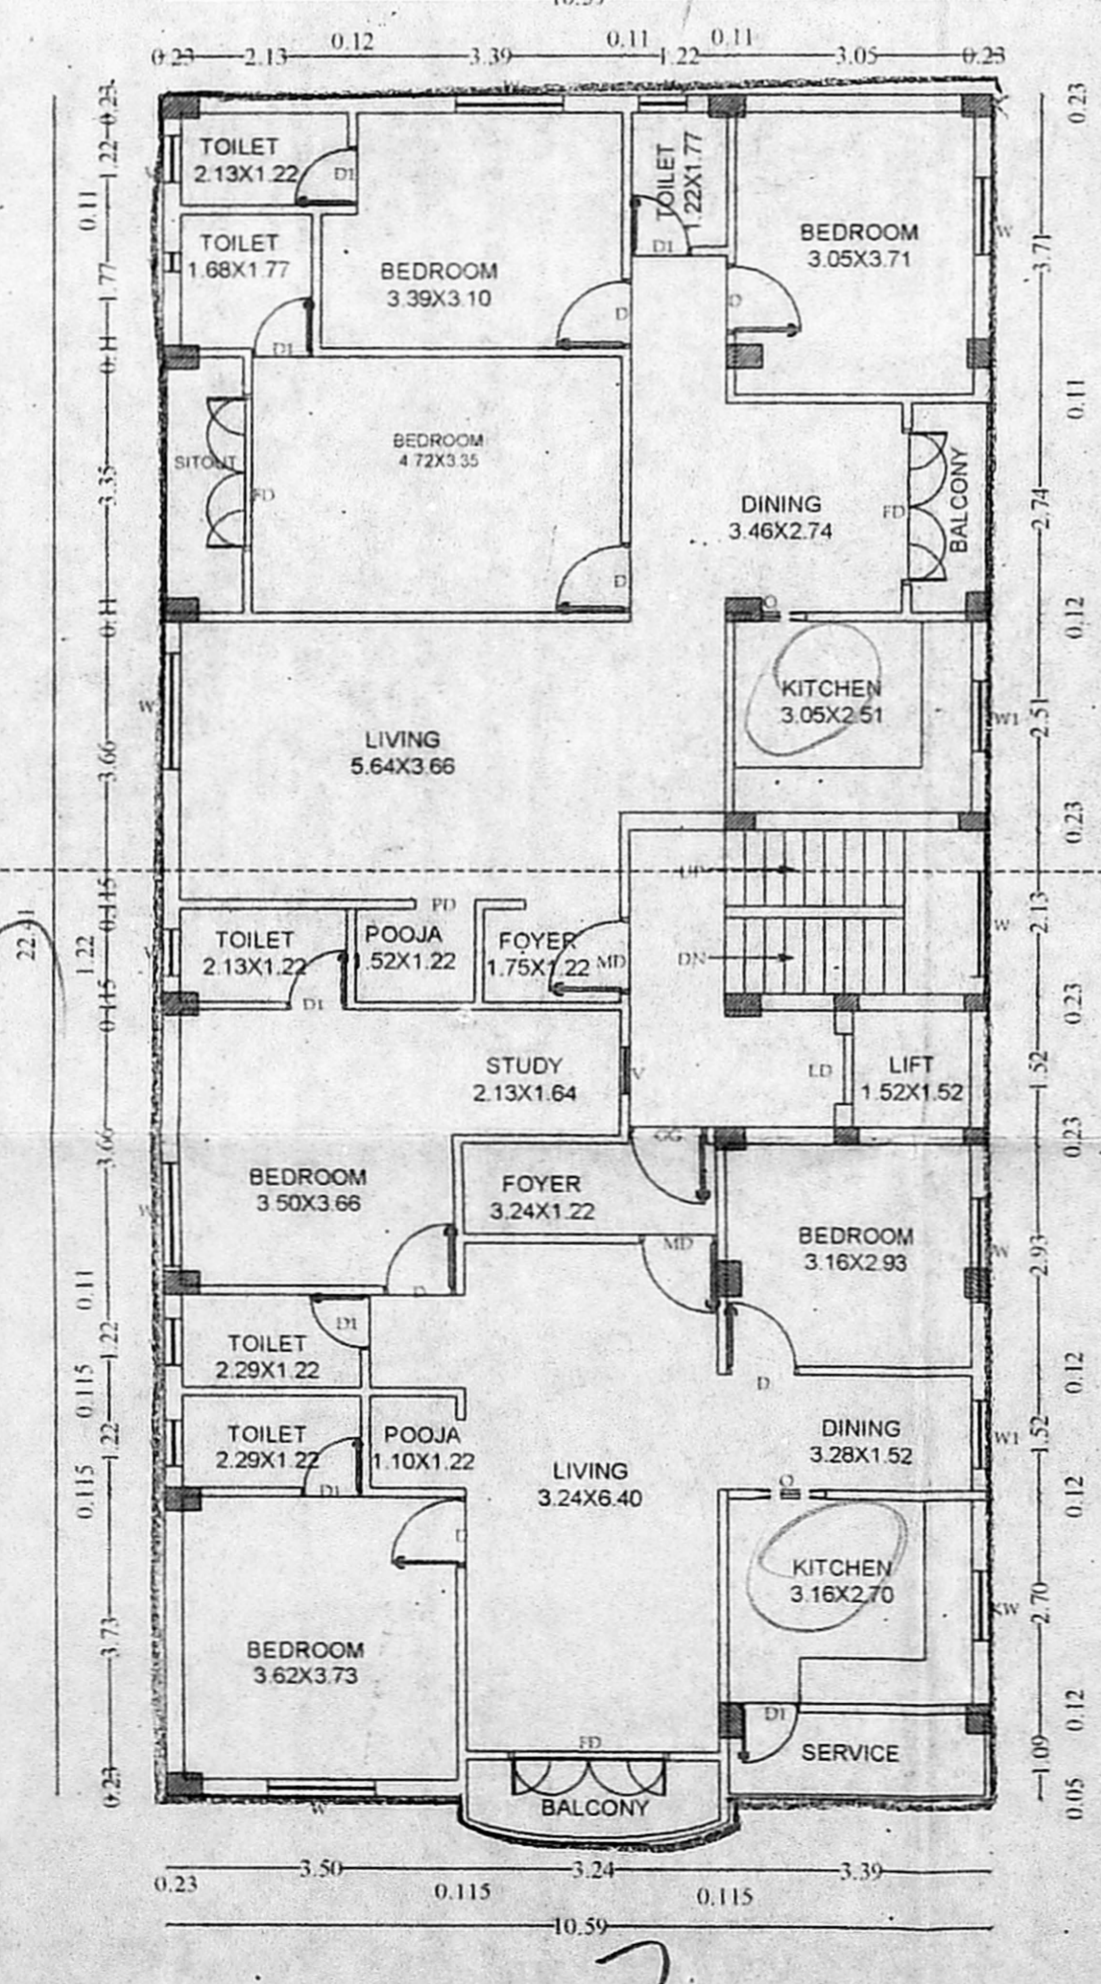 10.59
0.12 0.11 0.11
0.23 2.13 3.39 1.22 3.05 0.23
W
0.23
0.23
TOILET
2.13X1.22
D1
TOILET
1.22X1.77
D1
1.22
V
0.11
TOILET
1.68X1.77
D1
1.77
BEDROOM
3.39X3.10
D
BEDROOM
3.05X3.71
D
W
3.71
0.11
0.11
SITOUT
FD
BEDROOM
4.72X3.35
D
3.35
DINING
3.46X2.74
FD
BALCONY
2.74
O
0.11
0.12
W
LIVING
5.64X3.66
3.66
KITCHEN
3.05X2.51
W1
2.51
0.23
UP
DN
W
2.13
0.115
PD
22.41
1.22
V
TOILET
2.13X1.22
D1
POOJA
.52X1.22
FOYER
1.75X1.22
MD
0.115
0.23
STUDY
2.13X1.64
V
LD
LIFT
1.52X1.52
1.52
0.23
OG
3.66
BEDROOM
3.50X3.66
W
D
FOYER
3.24X1.22
MD
BEDROOM
3.16X2.93
W
2.93
D
0.11
1.22
TOILET
2.29X1.22
D1
0.12
0.115
1.22
TOILET
2.29X1.22
D1
POOJA
1.10X1.22
LIVING
3.24X6.40
DINING
3.28X1.52
W1
1.52
O
0.115
0.12
D
KITCHEN
3.16X2.70
KW
2.70
BEDROOM
3.62X3.73
3.73
W
0.12
D1
SERVICE
1.09
FD
BALCONY
0.23
0.05
3.50 3.24 3.39
0.23 0.115 0.115
10.59